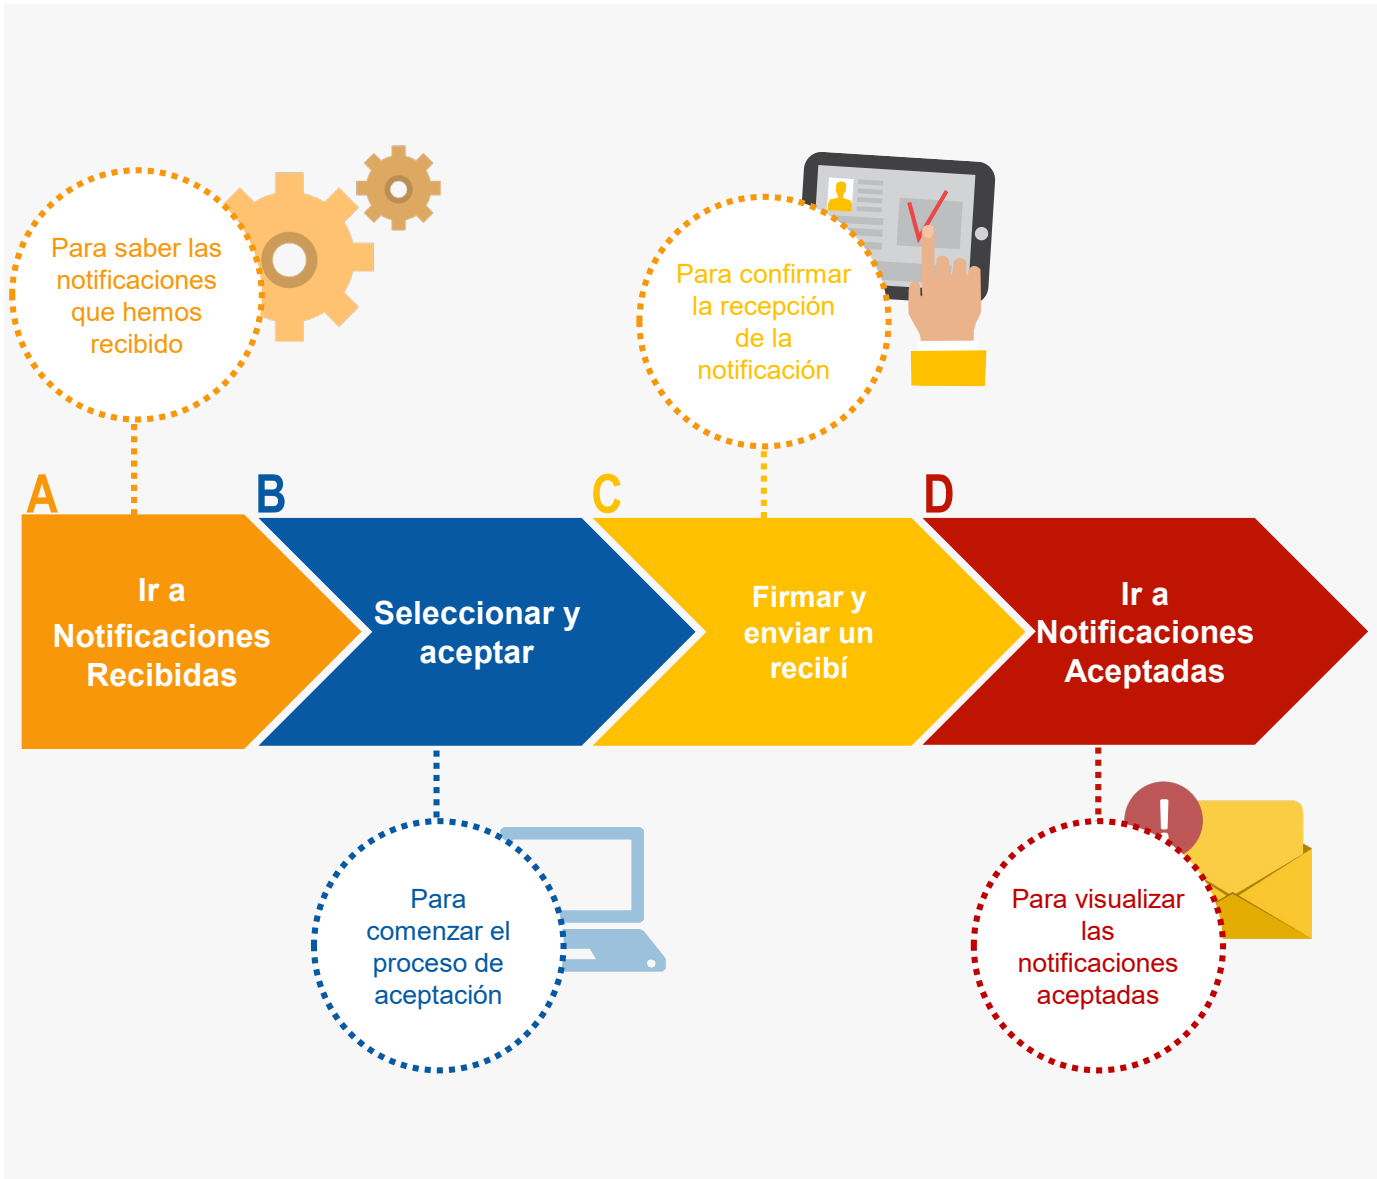 Para saber las
notificaciones
que hemos
recibido
Para confirmar
la recepción
de la
notificación
A
B
C
D
Ir a
Notificaciones
Recibidas
Seleccionar y
aceptar
Firmar y
enviar un
recibí
Ir a
Notificaciones
Aceptadas
Para
comenzar el
proceso de
aceptación
!
Para visualizar
las
notificaciones
aceptadas